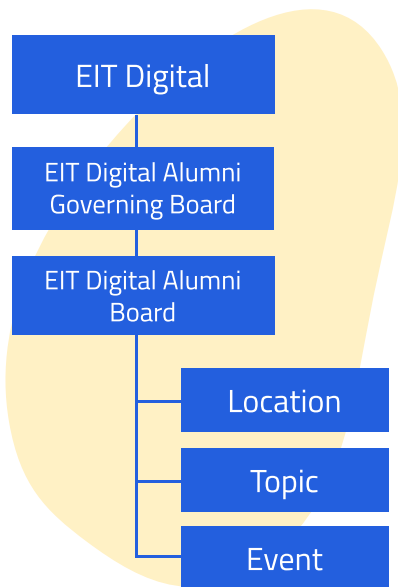 EIT Digital
EIT Digital Alumni
Governing Board
EIT Digital Alumni
Board
Location
Topic
Event